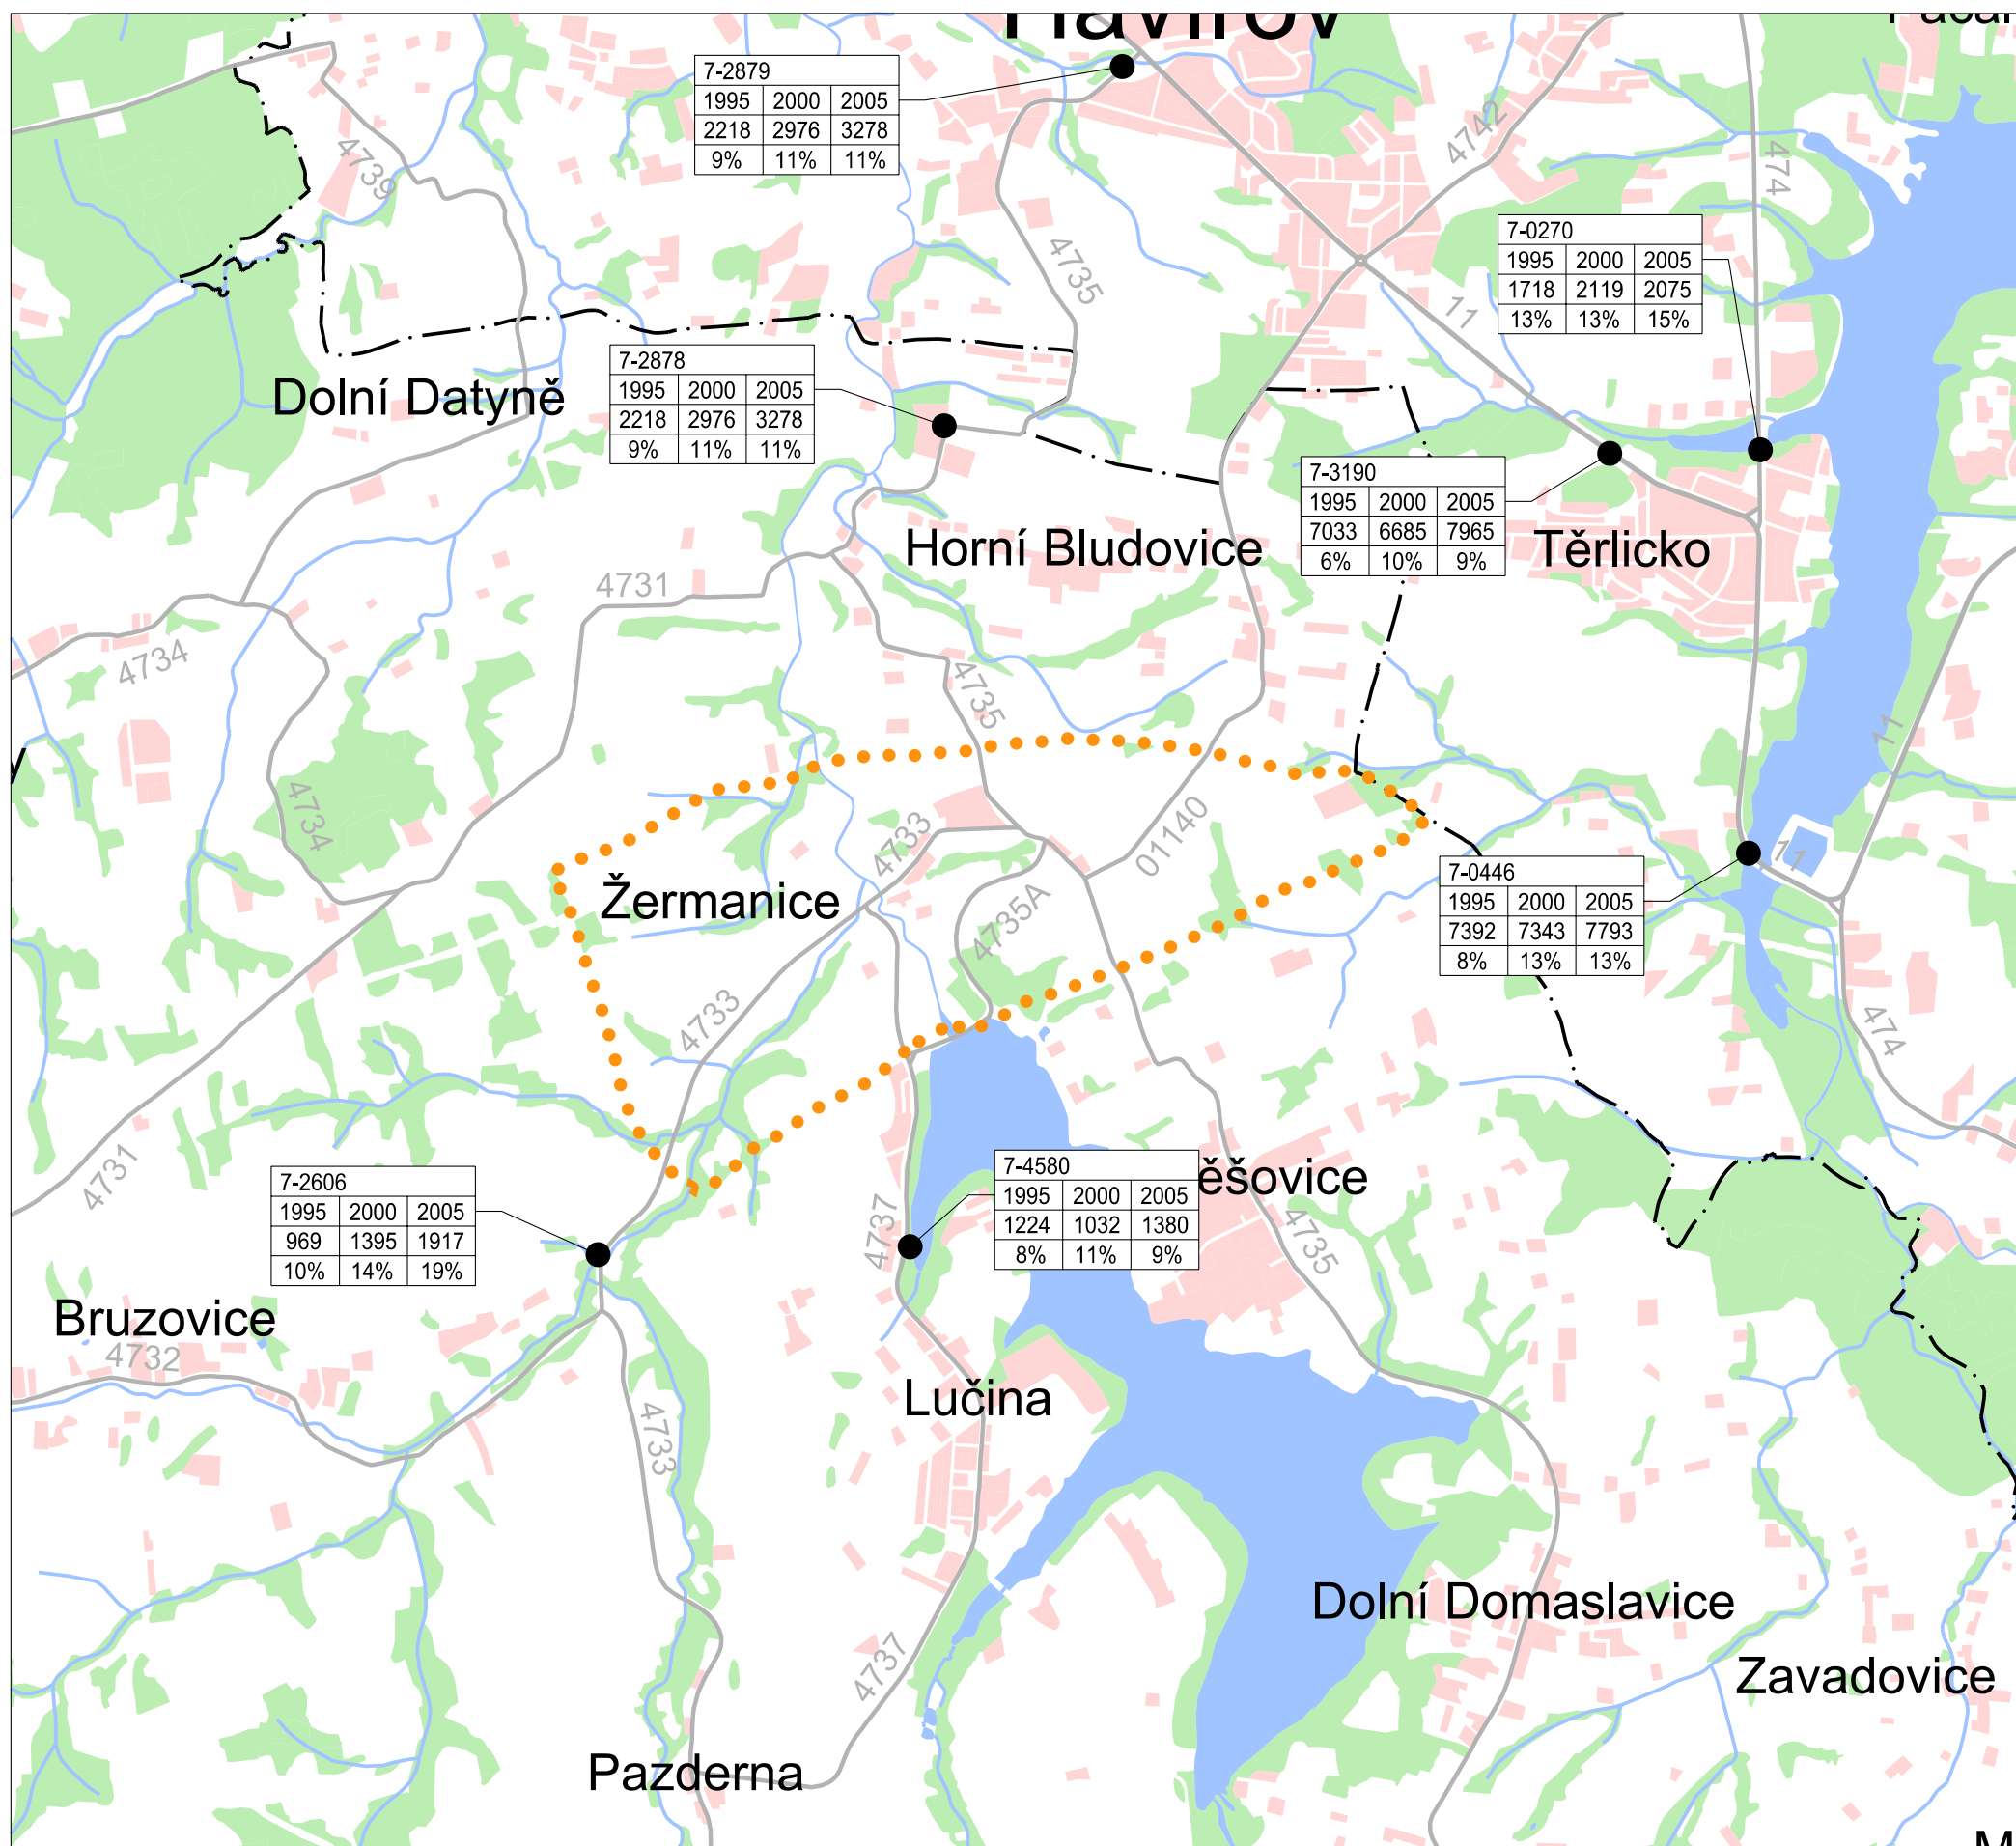 Havířov
7-2879
1995 2000 2005
2218 2976 3278
9% 11% 11%
4739
4742
474
4735
7-0270
1995 2000 2005
1718 2119 2075
13% 13% 15%
11
7-2878
1995 2000 2005
2218 2976 3278
9% 11% 11%
Dolní Datyně
7-3190
1995 2000 2005
7033 6685 7965
6% 10% 9%
Horní Bludovice
Těrlicko
4731
4734
4735
11
4734
4733
01140
11
7-0446
1995 2000 2005
7392 7343 7793
8% 13% 13%
Žermanice
4735A
4733
474
4731
7-2606
1995 2000 2005
969 1395 1917
10% 14% 19%
7-4580
1995 2000 2005
1224 1032 1380
8% 11% 9%
ěšovice
4737
4735
Bruzovice
4732
Lučina
4733
Dolní Domaslavice
4737
Zavadovice
Pazderna